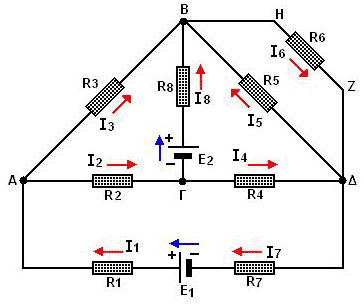 B H
R6
I6
R3 R8 R5 Z
I3 I8 I5
+
− E2
I2 I4
A R2 Γ R4 Δ
I1 + − I7
R1 E1 R7